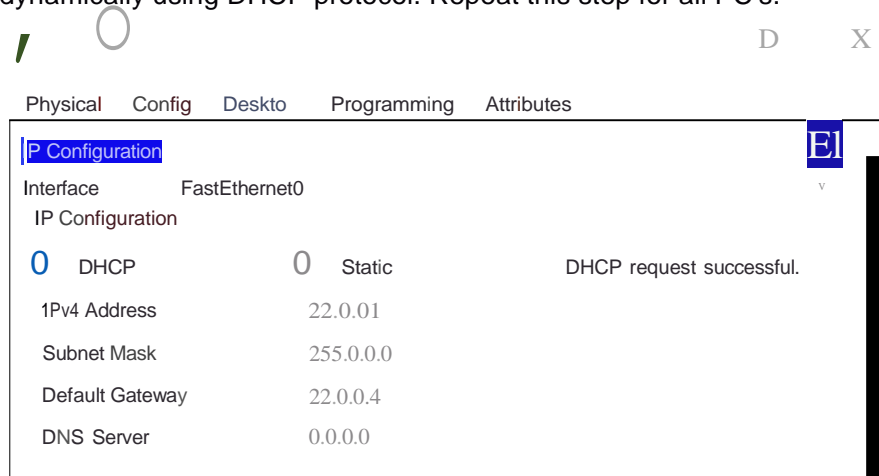 dynamically using DHCP protocol. Repeat this step for all PC's.
, O D X
Physical Config Deskto Programming Attributes
IP Configuration El
Interface FastEthernet0 v
IP Configuration
0 DHCP 0 Static DHCP request successful.
1Pv4 Address 22.0.01
Subnet Mask 255.0.0.0
Default Gateway 22.0.0.4
DNS Server 0.0.0.0